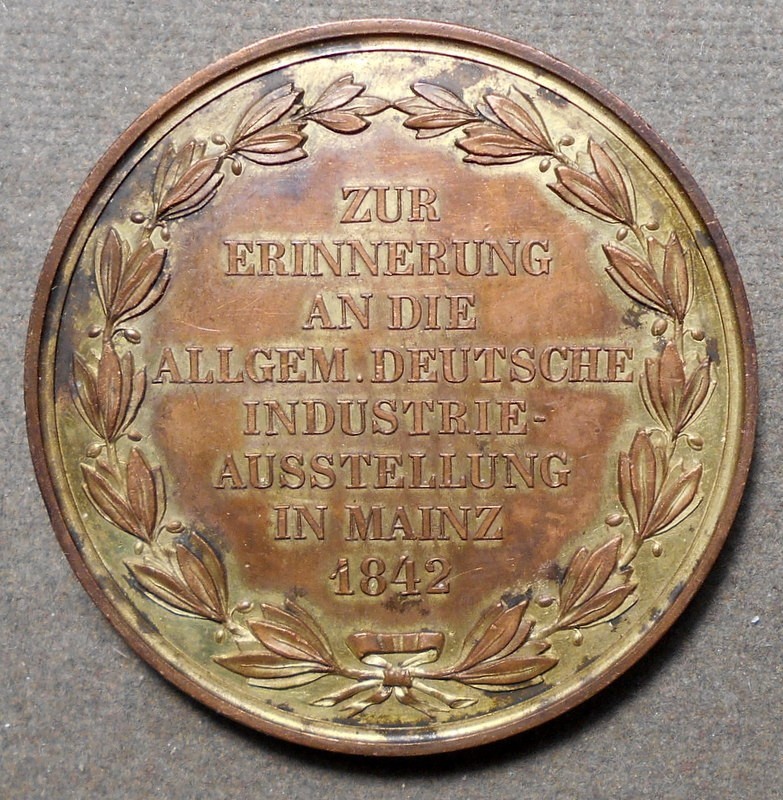 ZUR
ERINNERUNG
AN DIE
ALLGEM. DEUTSCHE
INDUSTRIE-
AUSSTELLUNG
IN MAINZ
1842